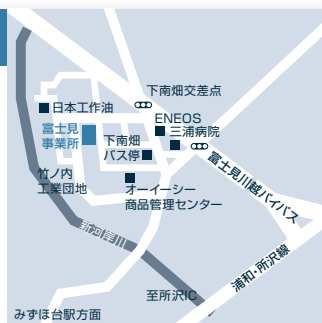 下南畑交差点
日本工作油
ENEOS
富士見
事業所
三浦病院
下南畑
バス停
富士見川越バイパス
竹ノ内
工業団地
オーイーシー
商品管理センター
新河岸川
浦和・所沢線
至所沢IC
みずほ台駅方面